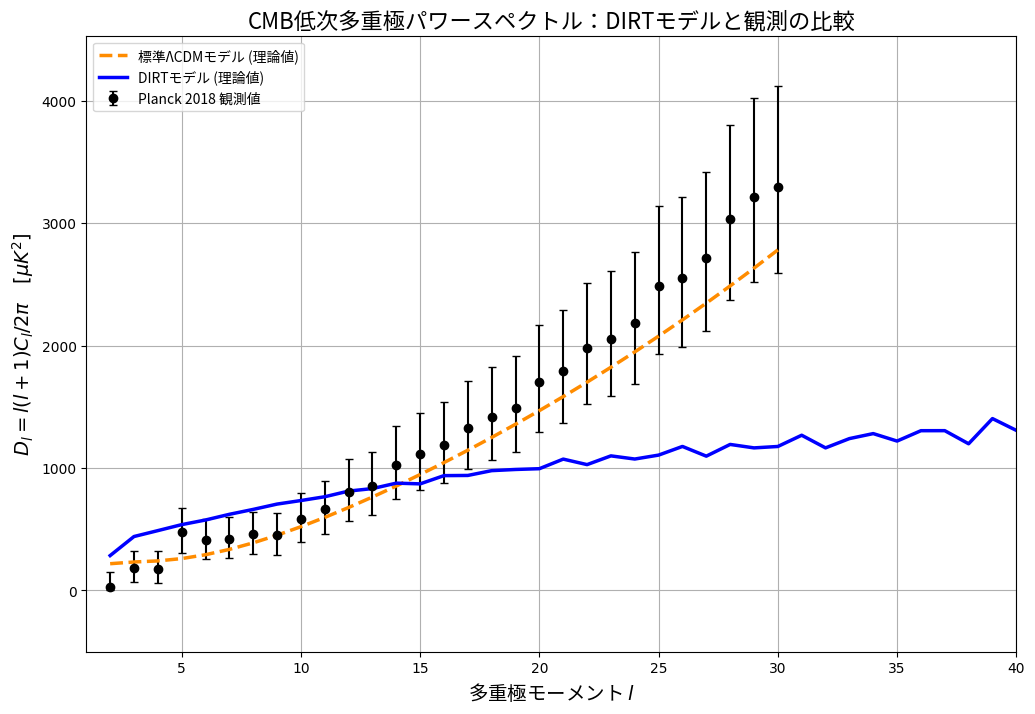 CMB低次多重極パワースペクトル：DIRTモデルと観測の比較
標準ΛCDMモデル (理論値)
DIRTモデル (理論値)
Planck 2018 観測値
4000
3000
2000
1000
0
D_l = l(l + 1)C_l/2π [μK²]
5
10
15
20
25
30
35
40
多重極モーメント l